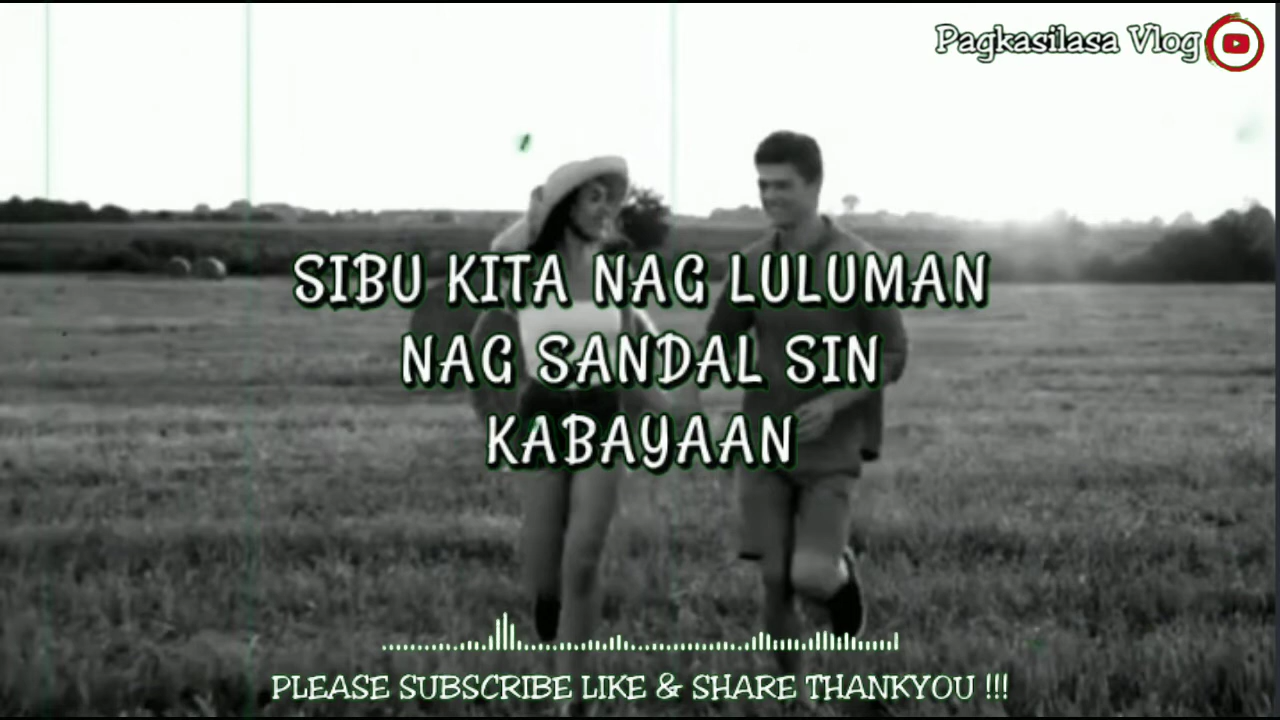 Pagkasilasa Vlog
SIBU KITA NAG LULUMAN
NAG SANDAL SIN
KABAYAAN
PLEASE SUBSCRIBE LIKE & SHARE THANKYOU !!!